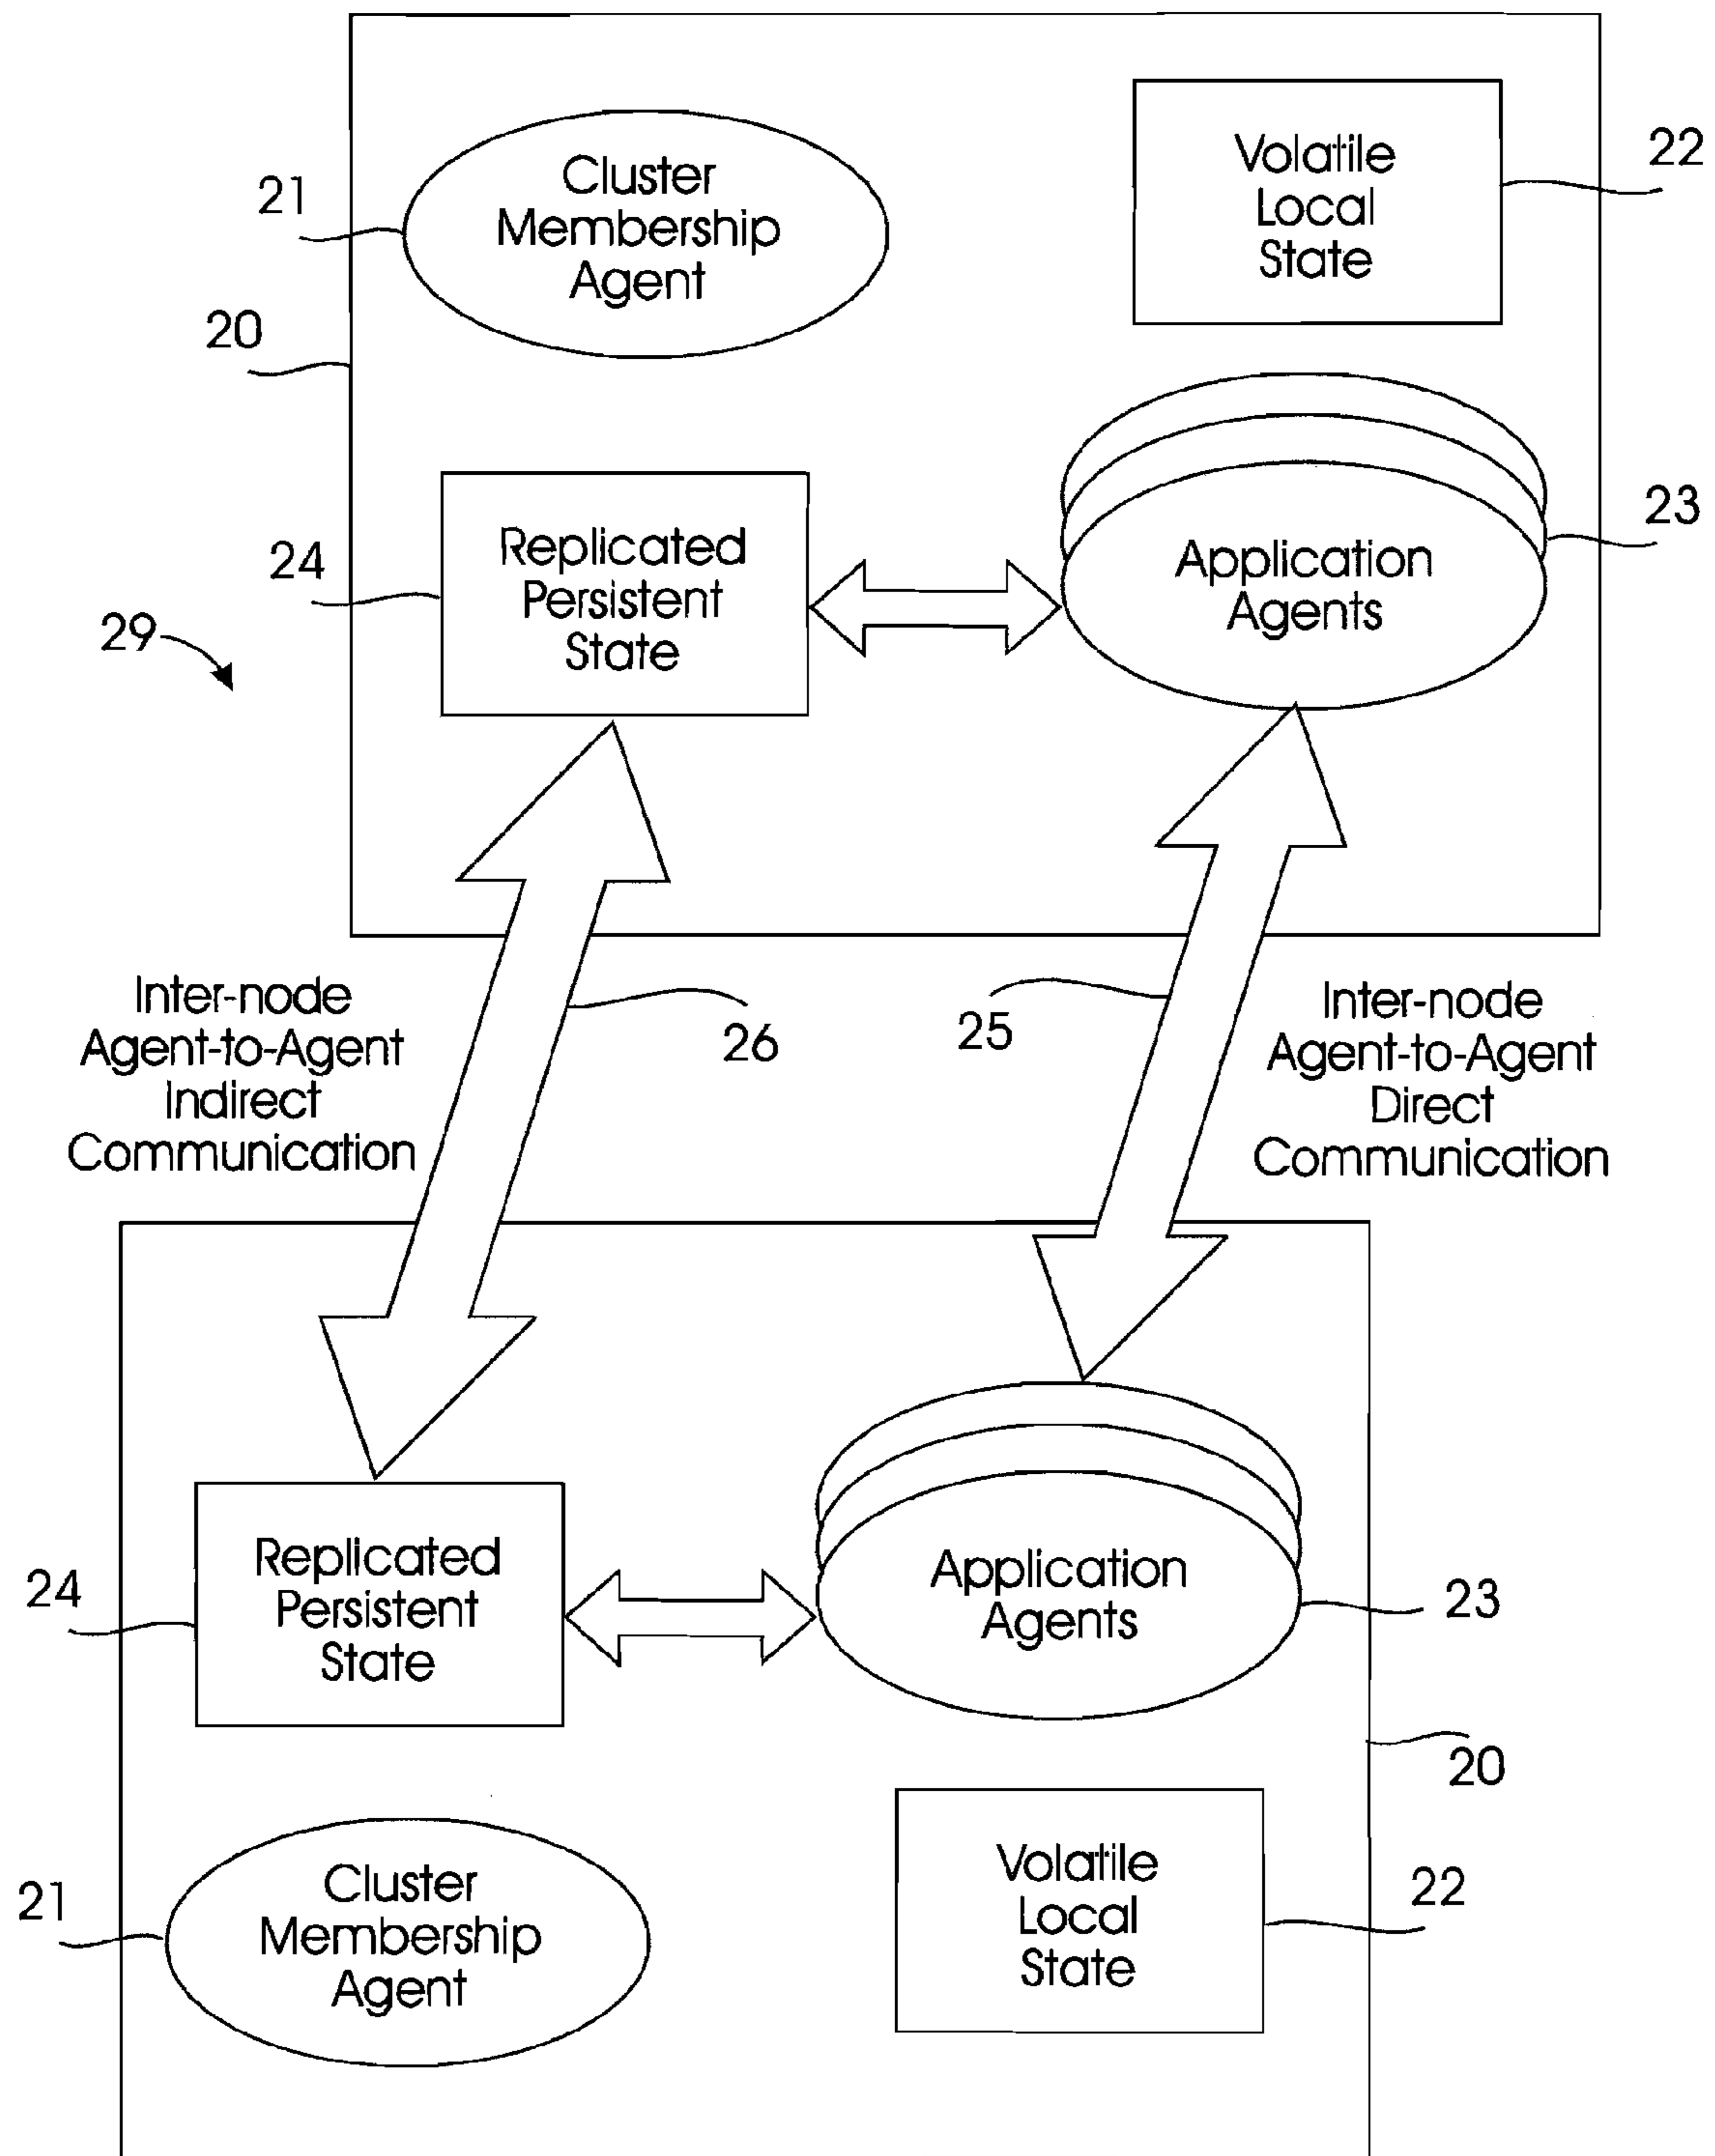 Cluster
Membership
Agent
21
Volatile
Local
State
22
20
Replicated
Persistent
State
24
Application
Agents
23
29
Inter-node
Agent-to-Agent
Indirect
Communication
26
25
Inter-node
Agent-to-Agent
Direct
Communication
Replicated
Persistent
State
24
Application
Agents
23
20
Cluster
Membership
Agent
21
Volatile
Local
State
22